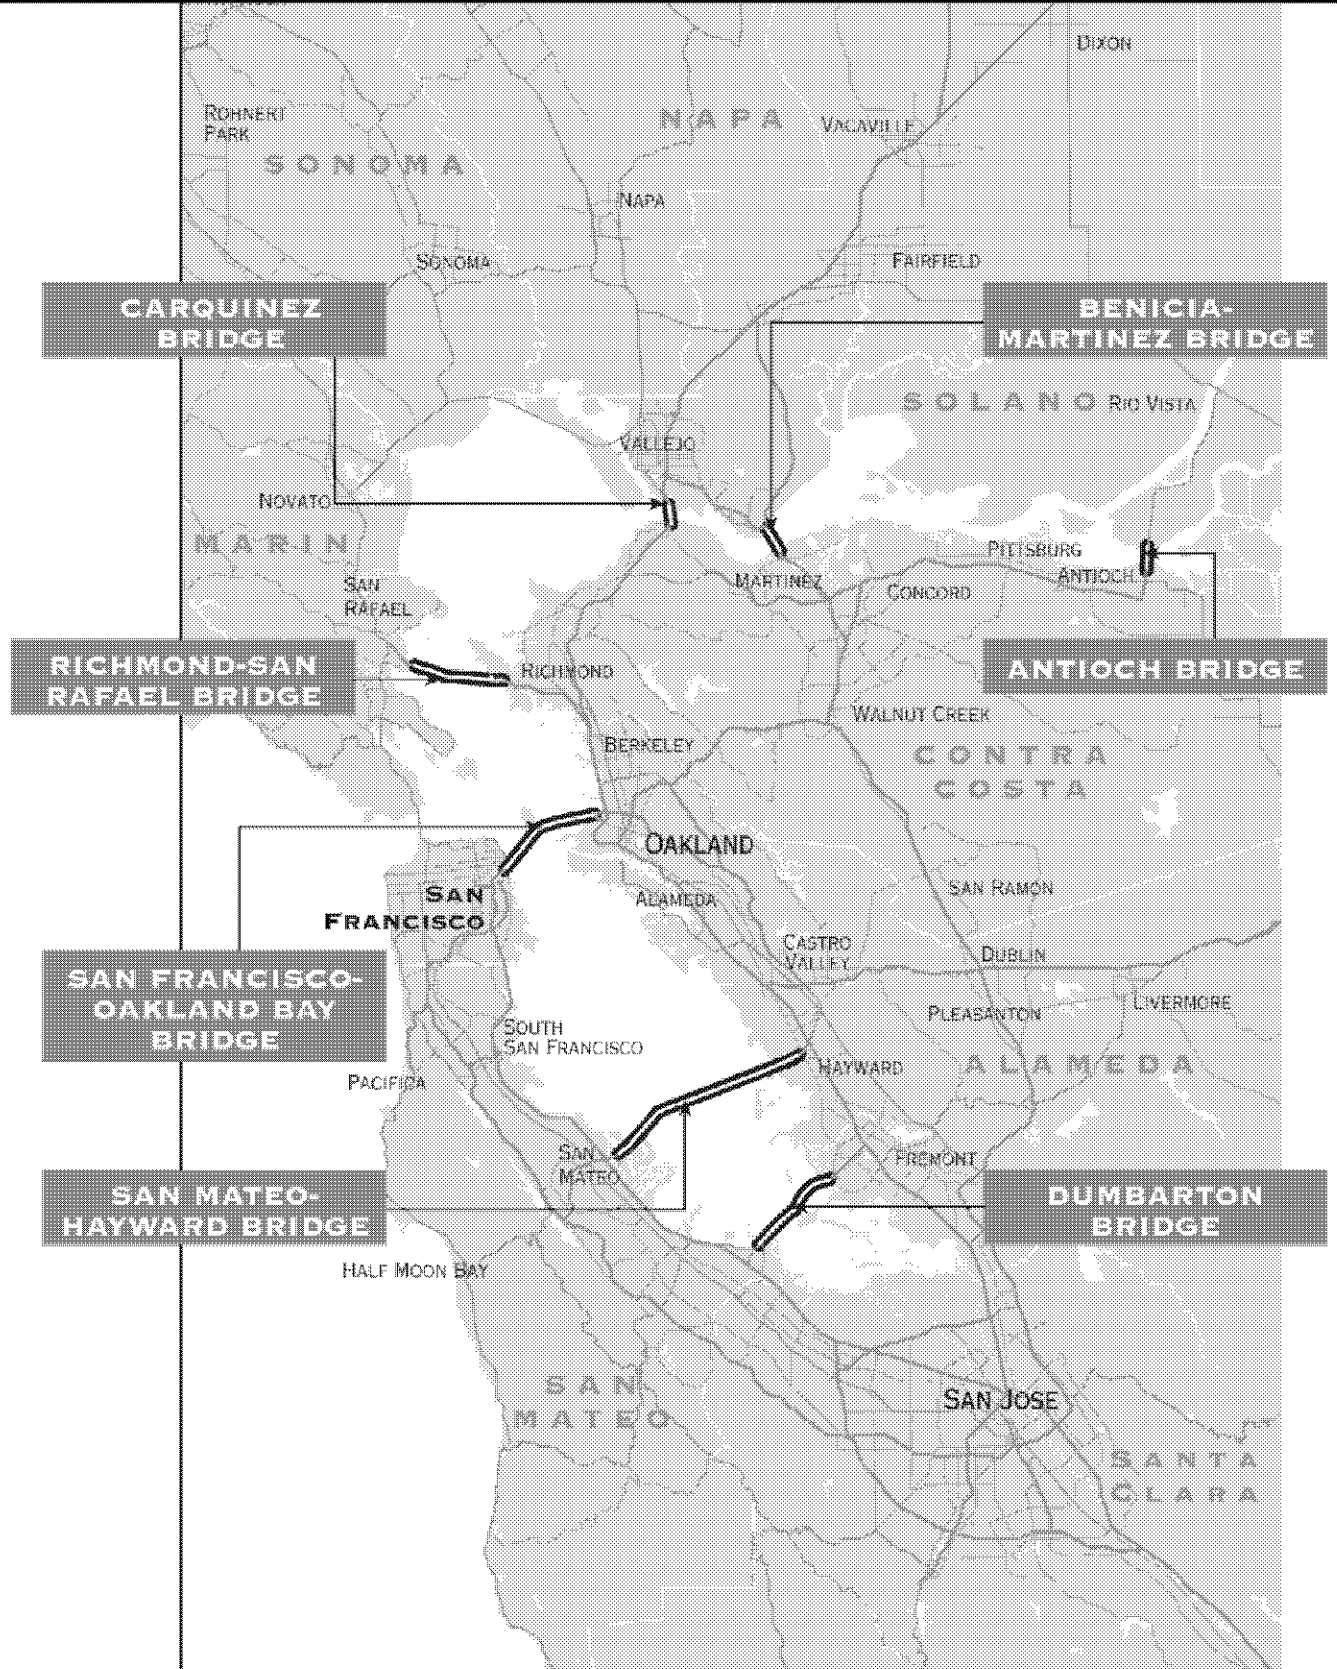 DIXON
ROHNERT
PARK
NAPA
VACAVILLE
SONOMA
NAPA
SONOMA
FAIRFIELD
CARQUINEZ
BRIDGE
BENICIA-
MARTINEZ BRIDGE
SOLANO
RIO VISTA
VALLEJO
NOVATO
MARIN
PITTSBURG
ANTIOCH
SAN
RAFAEL
MARTINEZ
CONCORD
RICHMOND-SAN
RAFAEL BRIDGE
RICHMOND
ANTIOCH BRIDGE
WALNUT CREEK
BERKELEY
CONTRA
COSTA
OAKLAND
SAN
FRANCISCO
ALAMEDA
SAN RAMON
CASTRO
VALLEY
DUBLIN
SAN FRANCISCO-
OAKLAND BAY
BRIDGE
PLEASANTON
LIVERMORE
SOUTH
SAN FRANCISCO
HAYWARD
ALAMEDA
PACIFICA
SAN
MATEO
FREMONT
SAN MATEO-
HAYWARD BRIDGE
DUMBARTON
BRIDGE
HALF MOON BAY
SAN
MATEO
SAN JOSE
SANTA
CLARA